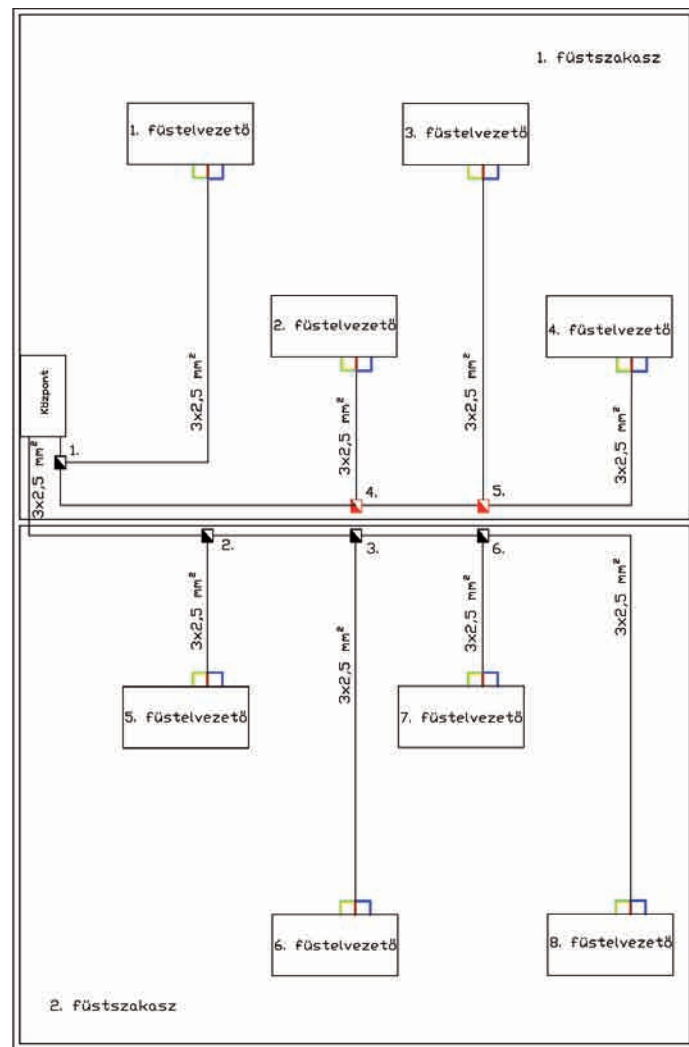 1. füstszakasz
1. füstelvezető
3. füstelvezető
2. füstelvezető
4. füstelvezető
Központ
3x2,5 mm²
3x2,5 mm²
3x2,5 mm²
3x2,5 mm²
3x2,5 mm²
1.
4.
5.
2.
3.
6.
3x2,5 mm²
3x2,5 mm²
3x2,5 mm²
3x2,5 mm²
5. füstelvezető
7. füstelvezető
6. füstelvezető
8. füstelvezető
2. füstszakasz